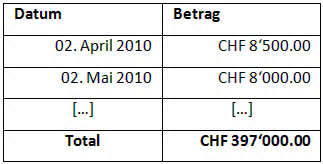 Datum Betrag
02. April 2010 CHF 8‘500.00
02. Mai 2010 CHF 8‘000.00
[…] […]
Total CHF 397‘000.00